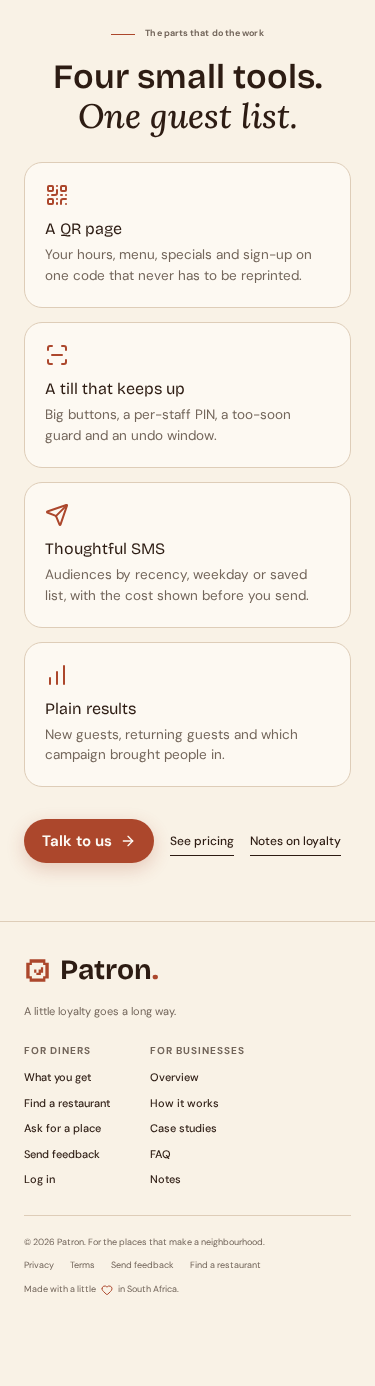 The parts that do the work
Four small tools.
One guest list.
A QR page
Your hours, menu, specials and sign-up on
one code that never has to be reprinted.
A till that keeps up
Big buttons, a per-staff PIN, a too-soon
guard and an undo window.
Thoughtful SMS
Audiences by recency, weekday or saved
list, with the cost shown before you send.
Plain results
New guests, returning guests and which
campaign brought people in.
Talk to us → See pricing Notes on loyalty
Patron.
A little loyalty goes a long way.
FOR DINERS
What you get
Find a restaurant
Ask for a place
Send feedback
Log in
FOR BUSINESSES
Overview
How it works
Case studies
FAQ
Notes
© 2026 Patron. For the places that make a neighbourhood.
Privacy Terms Send feedback Find a restaurant
Made with a little ♡ in South Africa.